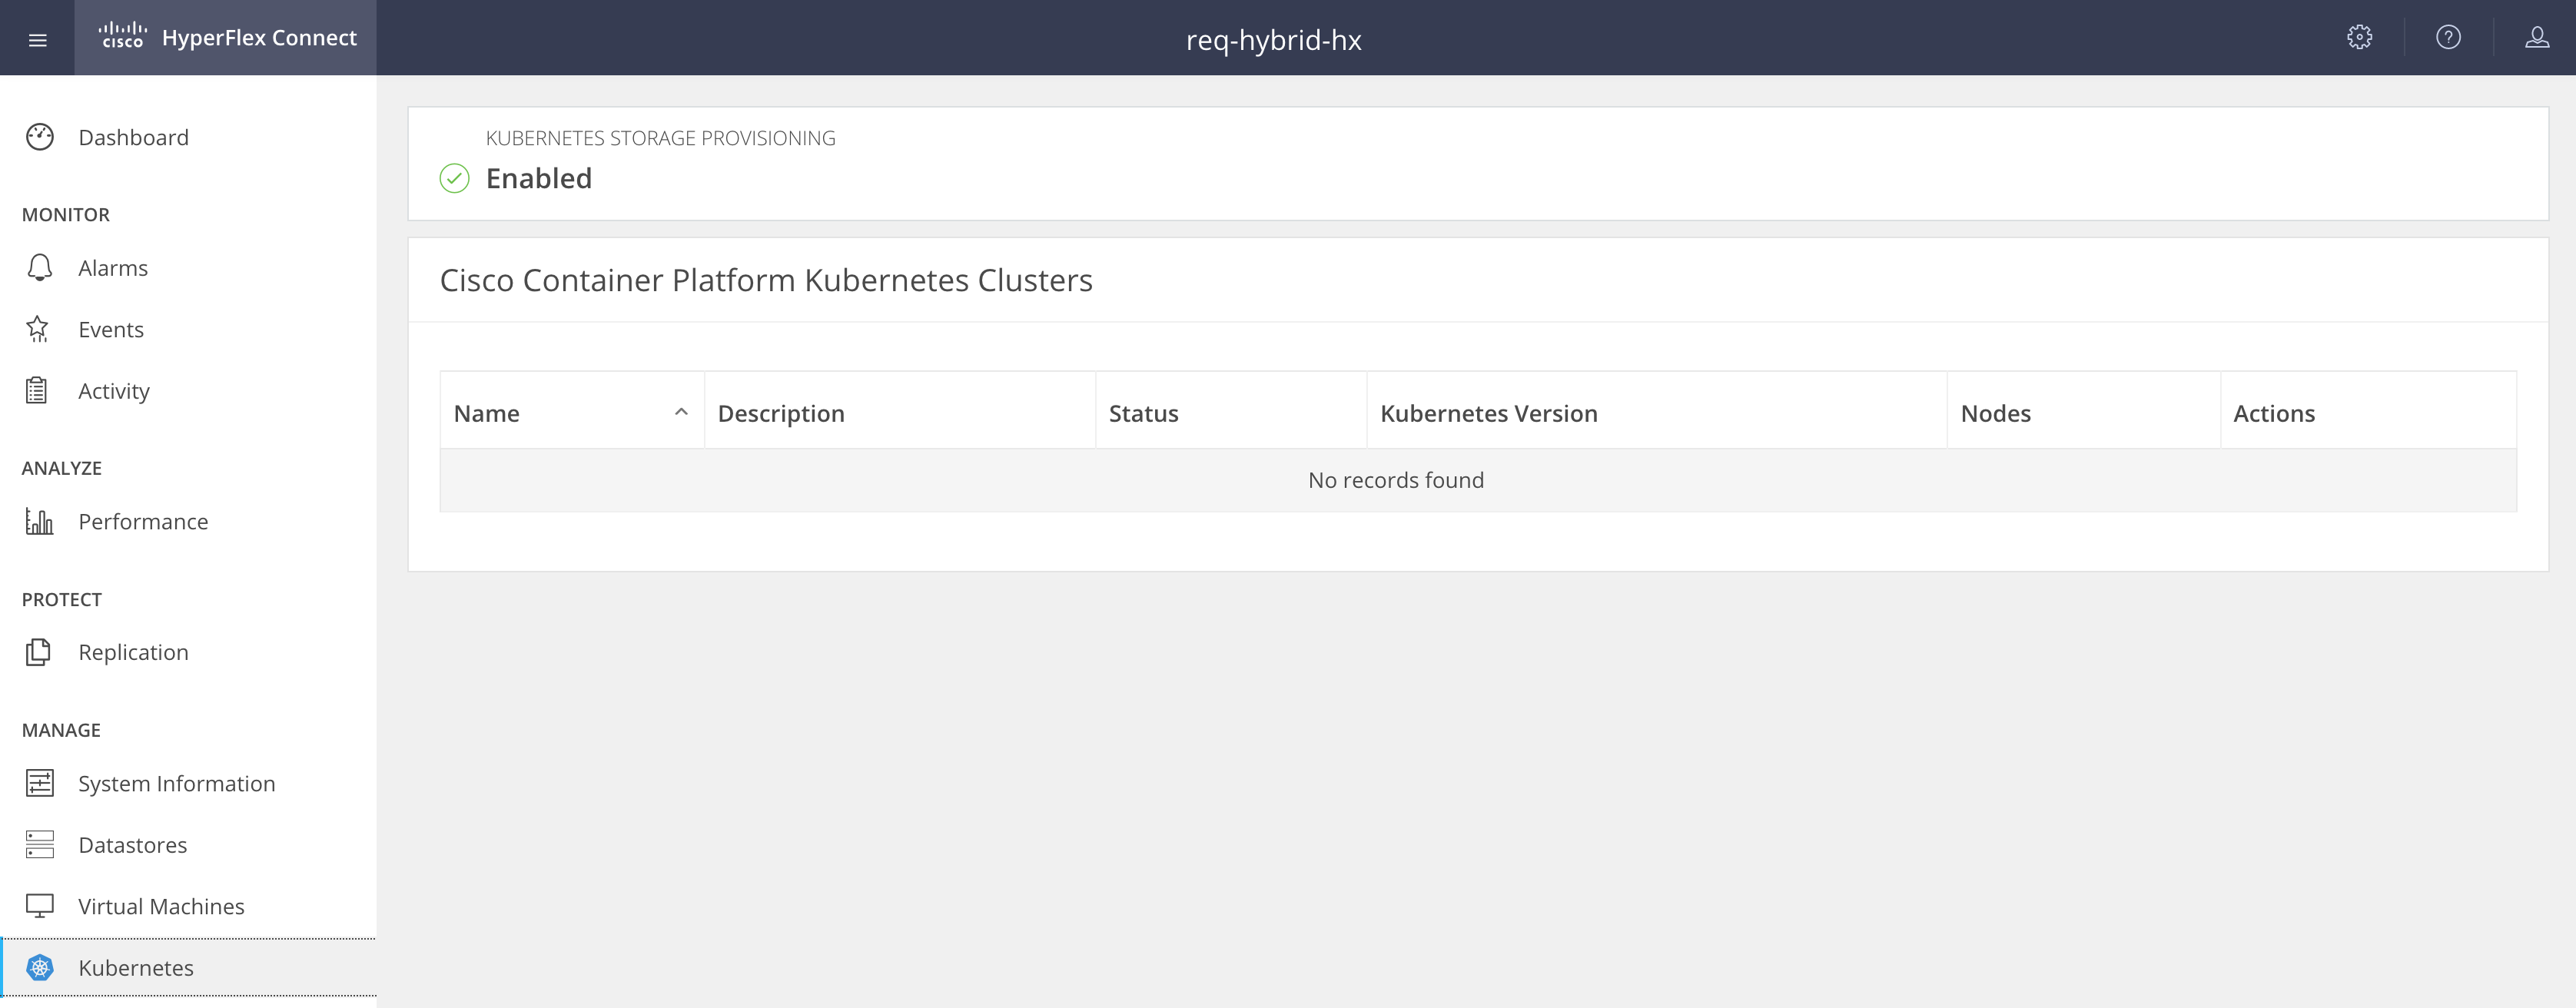 CISCO HyperFlex Connect
req-hybrid-hx
?
Dashboard
MONITOR
Alarms
Events
Activity
ANALYZE
Performance
PROTECT
Replication
MANAGE
System Information
Datastores
Virtual Machines
Kubernetes
KUBERNETES STORAGE PROVISIONING
Enabled
Cisco Container Platform Kubernetes Clusters
Name Description Status Kubernetes Version Nodes Actions
No records found